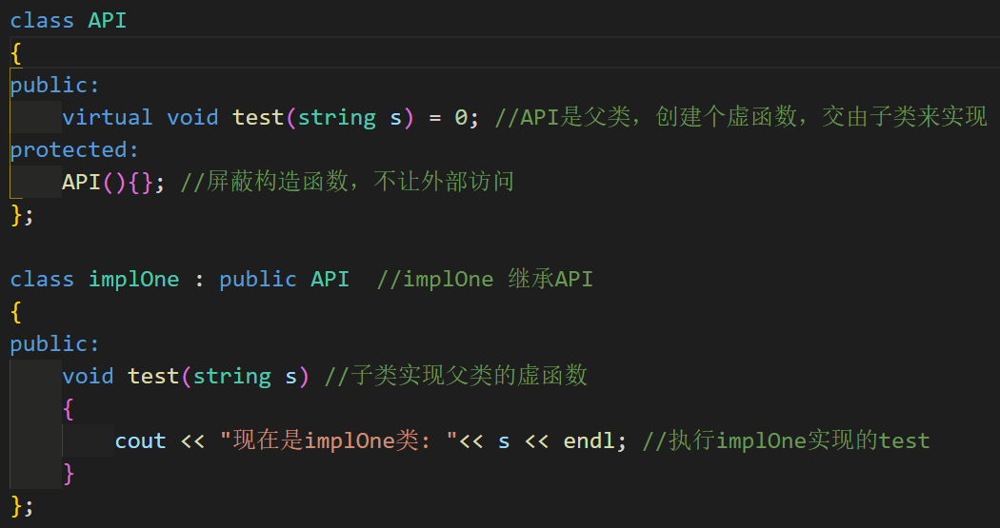 class API
{
public:
    virtual void test(string s) = 0; //API是父类，创建个虚函数，交由子类来实现
protected:
    API(){}; //屏蔽构造函数，不让外部访问
};

class implOne : public API  //implOne 继承API
{
public:
    void test(string s) //子类实现父类的虚函数
    {
        cout << "现在是implOne类: "<< s << endl; //执行implOne实现的test
    }
};